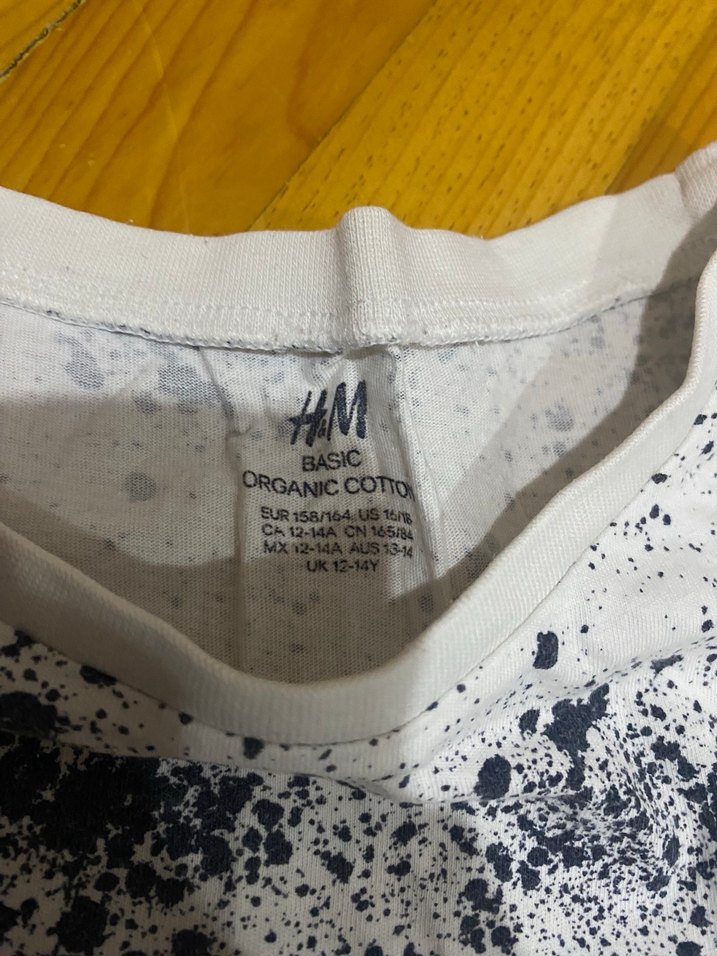 H&M
BASIC
ORGANIC COTTON
EUR 158/164 US 16/18
CA 12-14A CN 165/84
MX 12-14A AUS 13-14
UK 12-14Y